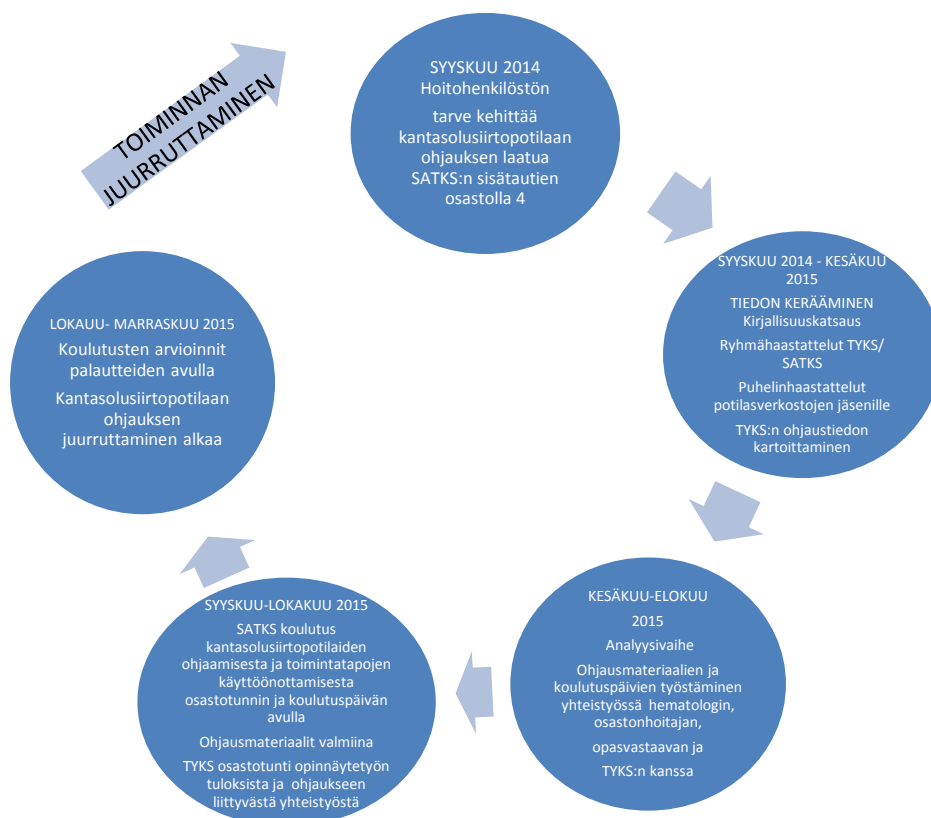 TOIMINNAN
JUURRUTTAMINEN
SYYSKUU 2014
Hoitohenkilöstön
tarve kehittää
kantasolusiirtopotilaan
ohjauksen laatua
SATKS:n sisätautien
osastolla 4
SYYSKUU 2014 - KESÄKUU
2015
TIEDON KERÄÄMINEN
Kirjallisuuskatsaus
Ryhmähaastattelut TYKS/
SATKS
Puhelinhaastattelut
potilasverkostojen jäsenille
TYKS:n ohjaustiedon
kartoittaminen
KESÄKUU-ELOKUU
2015
Analyysivaihe
Ohjausmateriaalien ja
koulutuspäivien työstäminen
yhteistyössä hematologin,
osastonhoitajan,
opasvastaavan ja
TYKS:n kanssa
SYYSKUU-LOKAKUU 2015
SATKS koulutus
kantasolusiirtopotilaiden
ohjaamisesta ja toimintatapojen
käyttöönottamisesta
osastotunnin ja koulutuspäivän
avulla
Ohjausmateriaalit valmiina
TYKS osastotunti opinnäytetyön
tuloksista ja ohjaukseen
liittyvästä yhteistyöstä
LOKAUU- MARRASKUU 2015
Koulutusten arvioinnit
palautteiden avulla
Kantasolusiirtopotilaan
ohjauksen
juurruttaminen alkaa